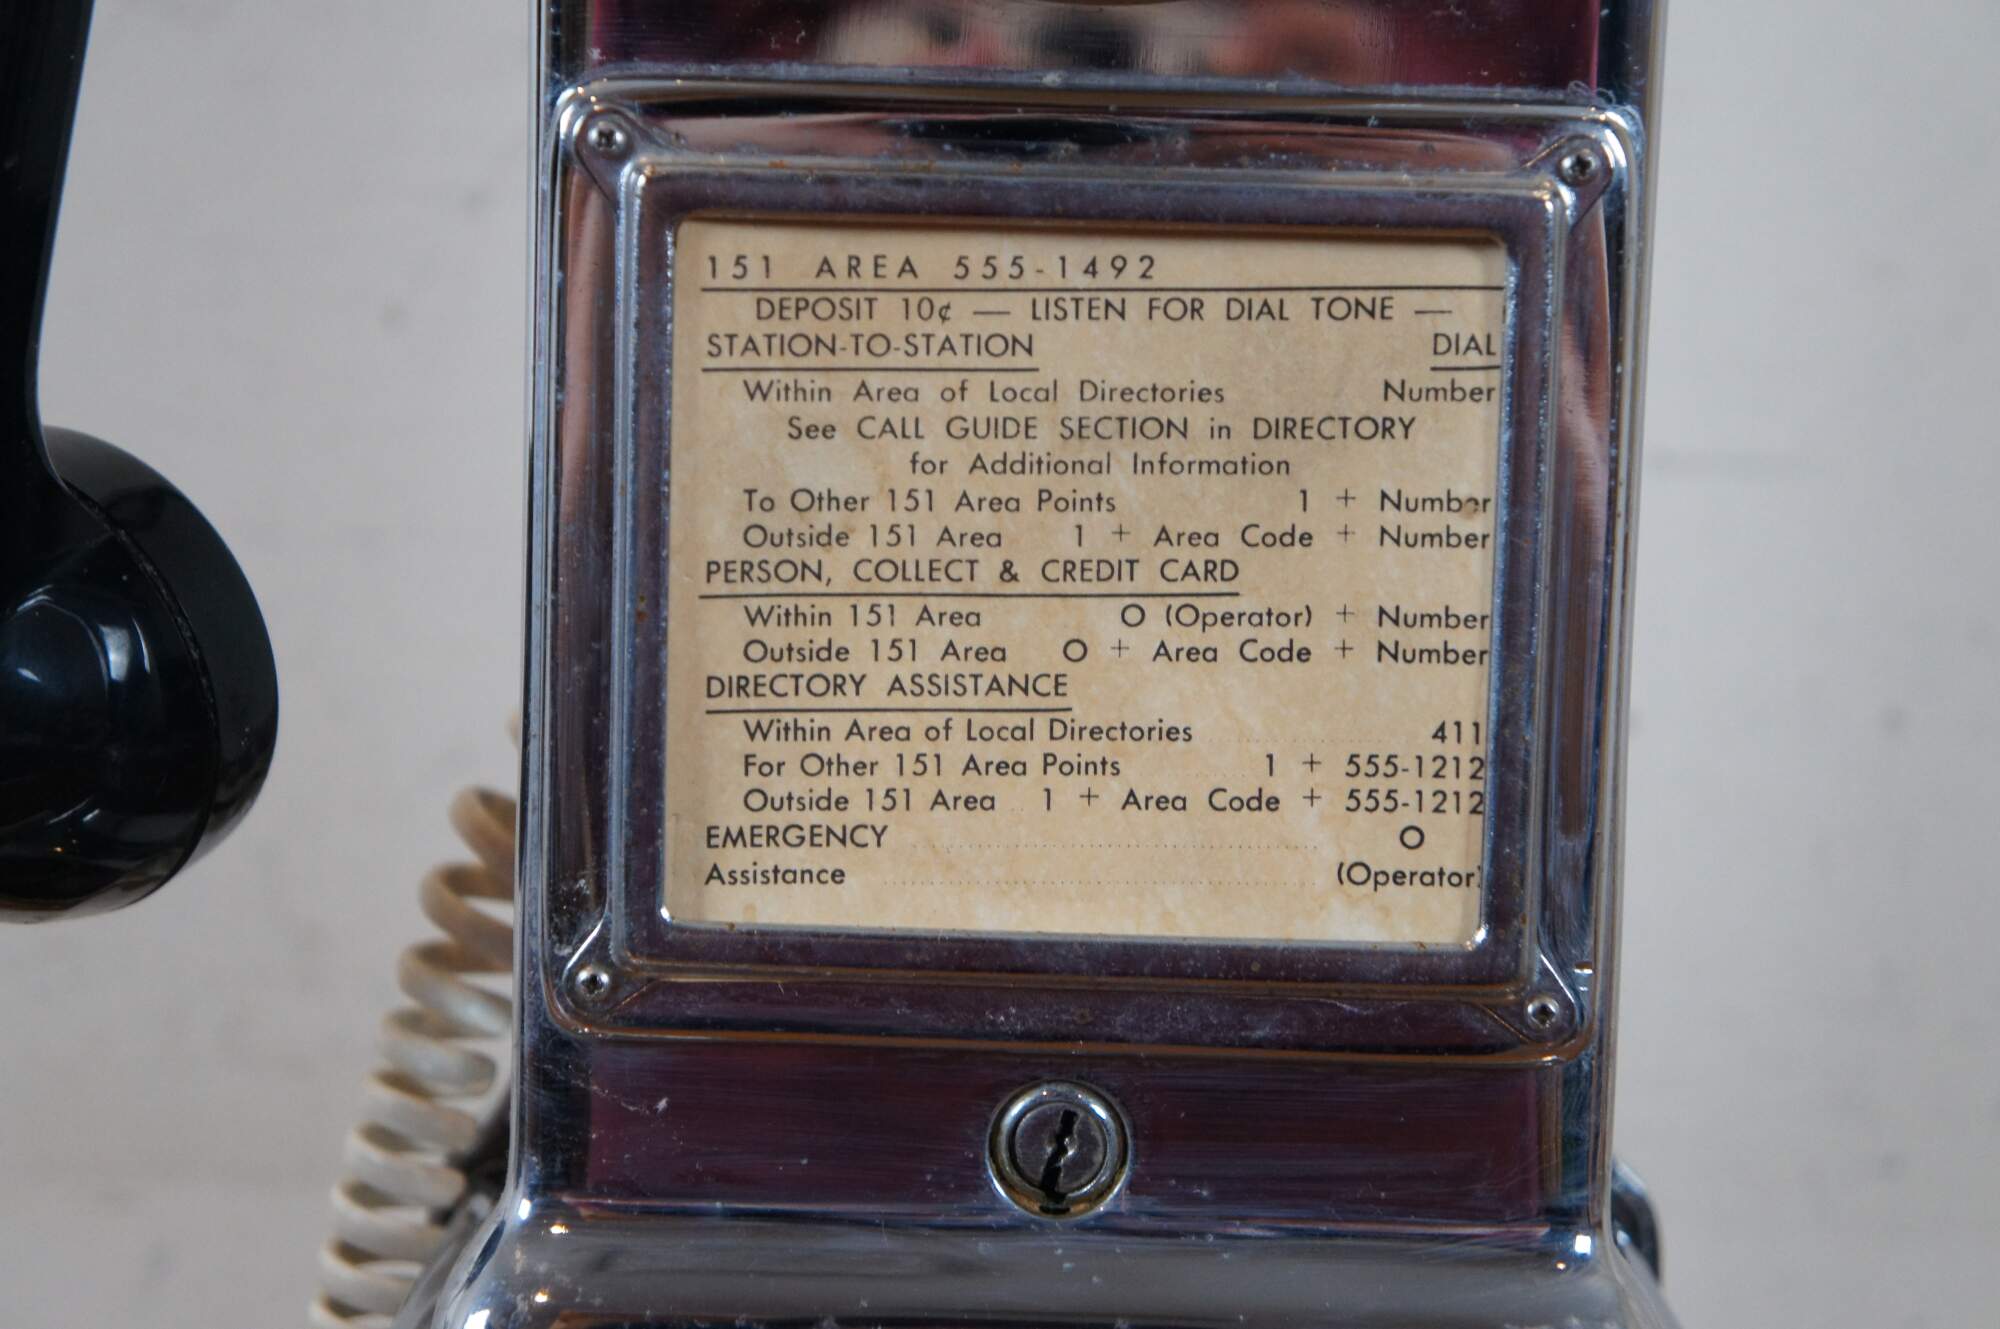 151 AREA 555-1492
DEPOSIT 10¢ — LISTEN FOR DIAL TONE —
STATION-TO-STATION DIAL
Within Area of Local Directories Number
See CALL GUIDE SECTION in DIRECTORY
for Additional Information
To Other 151 Area Points 1 + Number
Outside 151 Area 1 + Area Code + Number
PERSON, COLLECT & CREDIT CARD
Within 151 Area O (Operator) + Number
Outside 151 Area O + Area Code + Number
DIRECTORY ASSISTANCE
Within Area of Local Directories 411
For Other 151 Area Points 1 + 555-1212
Outside 151 Area 1 + Area Code + 555-1212
EMERGENCY O
Assistance (Operator)